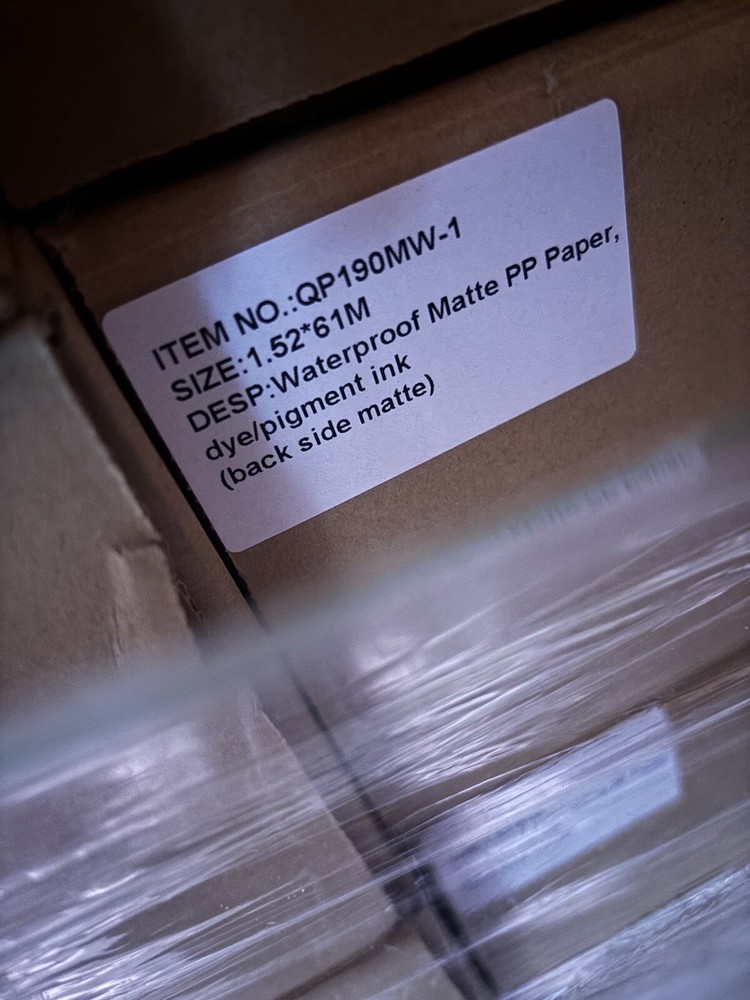 ITEM NO.:QP190MW-1
SIZE:1.52*61M
DESP:Waterproof Matte PP Paper,
dye/pigment ink
(back side matte)